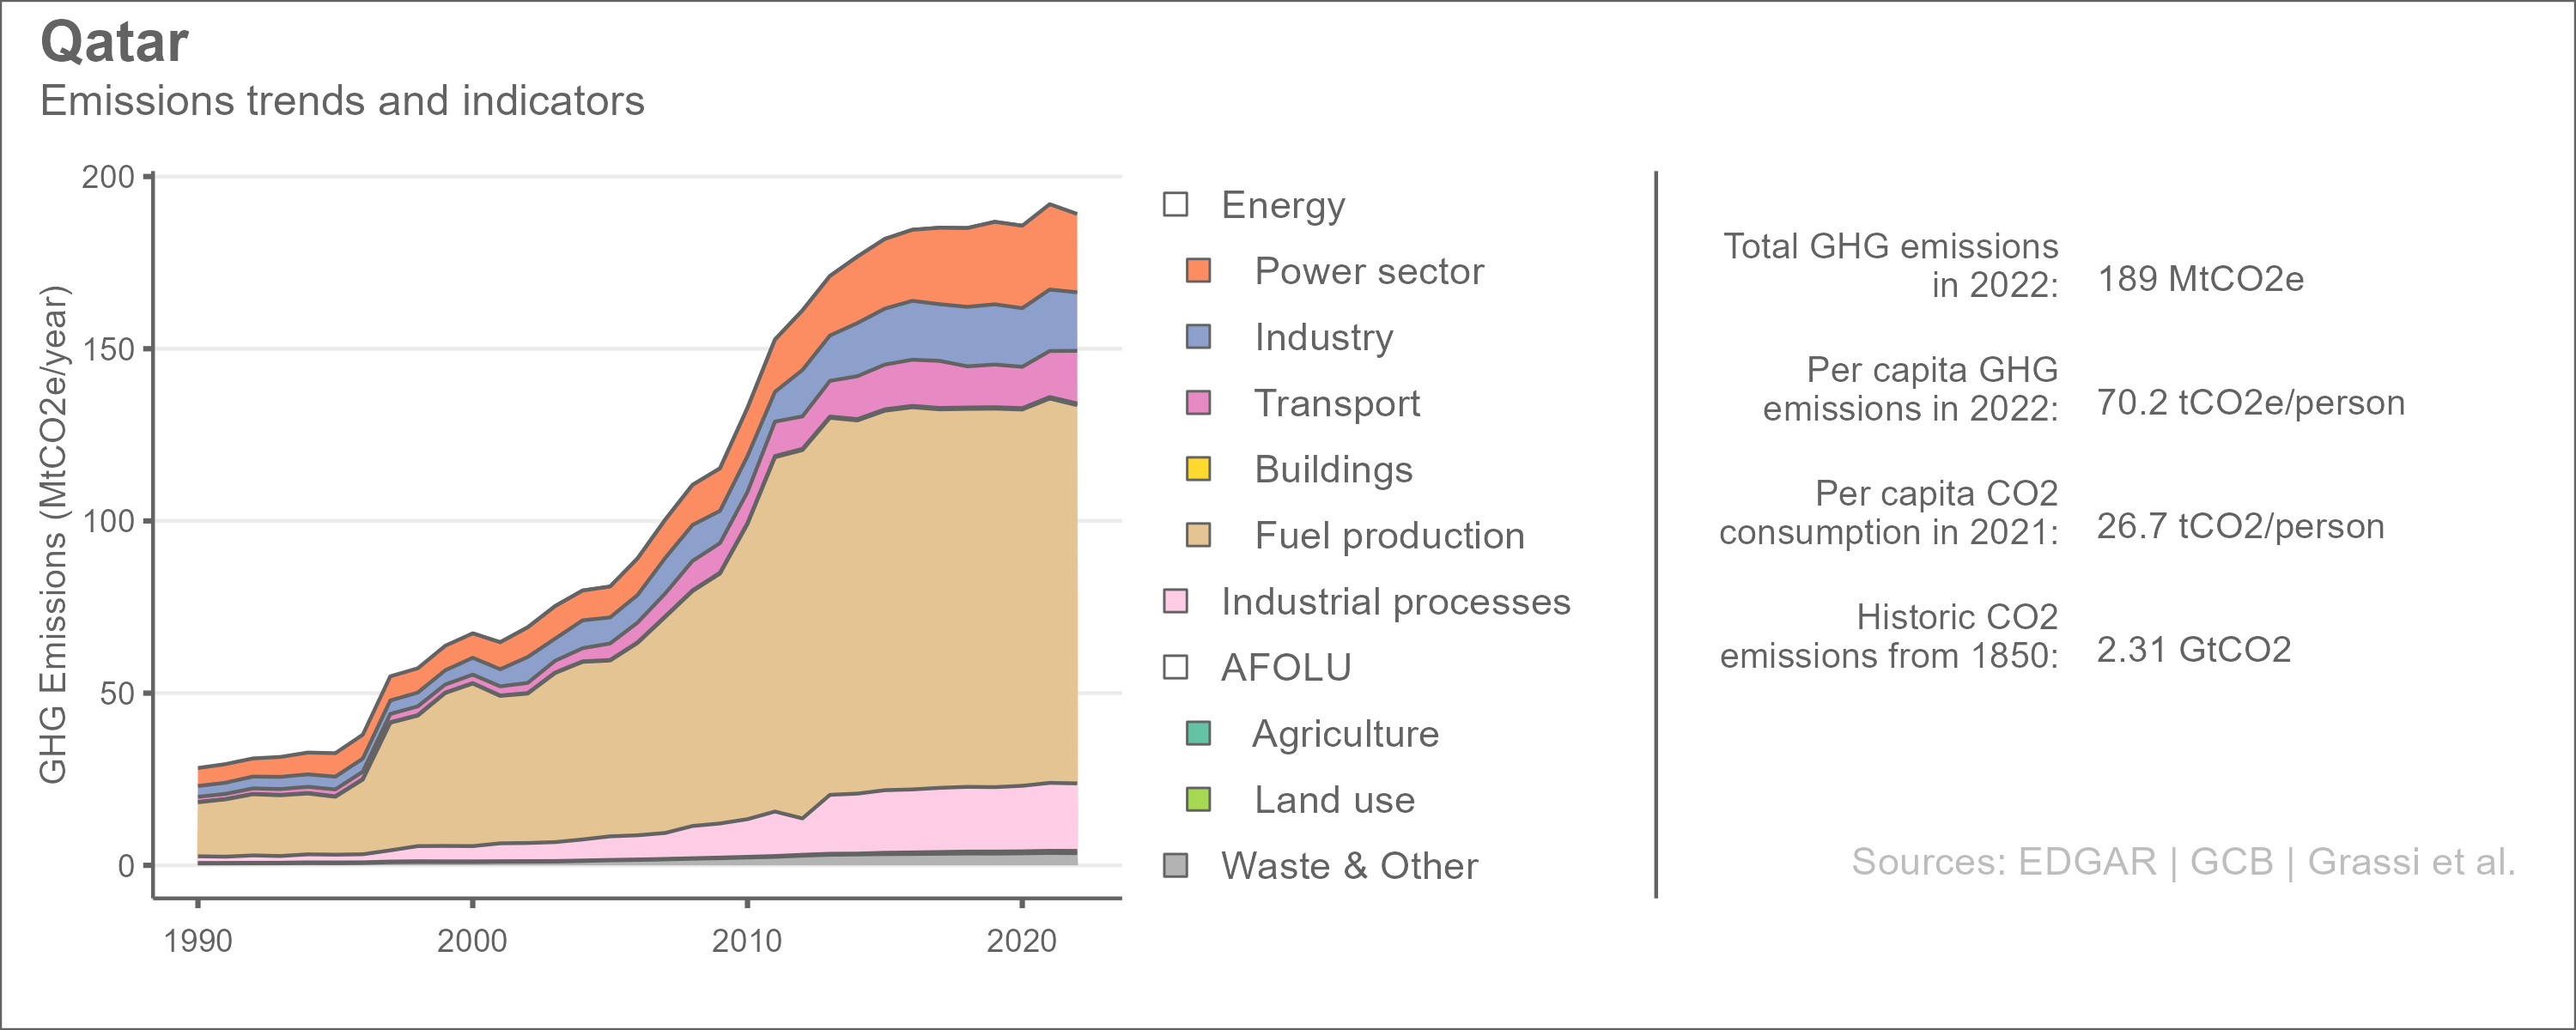 Qatar
Emissions trends and indicators
GHG Emissions (MtCO2e/year)
200
150
100
50
0
1990
2000
2010
2020
Energy
Power sector
Industry
Transport
Buildings
Fuel production
Industrial processes
AFOLU
Agriculture
Land use
Waste & Other
Total GHG emissions
in 2022:
189 MtCO2e
Per capita GHG
emissions in 2022:
70.2 tCO2e/person
Per capita CO2
consumption in 2021:
26.7 tCO2/person
Historic CO2
emissions from 1850:
2.31 GtCO2
Sources: EDGAR | GCB | Grassi et al.